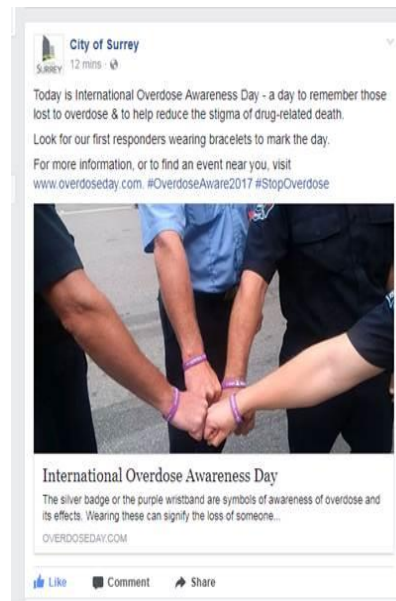 City of Surrey
SURREY
12 mins ·
Today is International Overdose Awareness Day - a day to remember those
lost to overdose & to help reduce the stigma of drug-related death.
Look for our first responders wearing bracelets to mark the day.
For more information, or to find an event near you, visit
www.overdoseday.com. #OverdoseAware2017 #StopOverdose
International Overdose Awareness Day
The silver badge or the purple wristband are symbols of awareness of overdose and
its effects. Wearing these can signify the loss of someone...
OVERDOSEDAY.COM
Like Comment Share